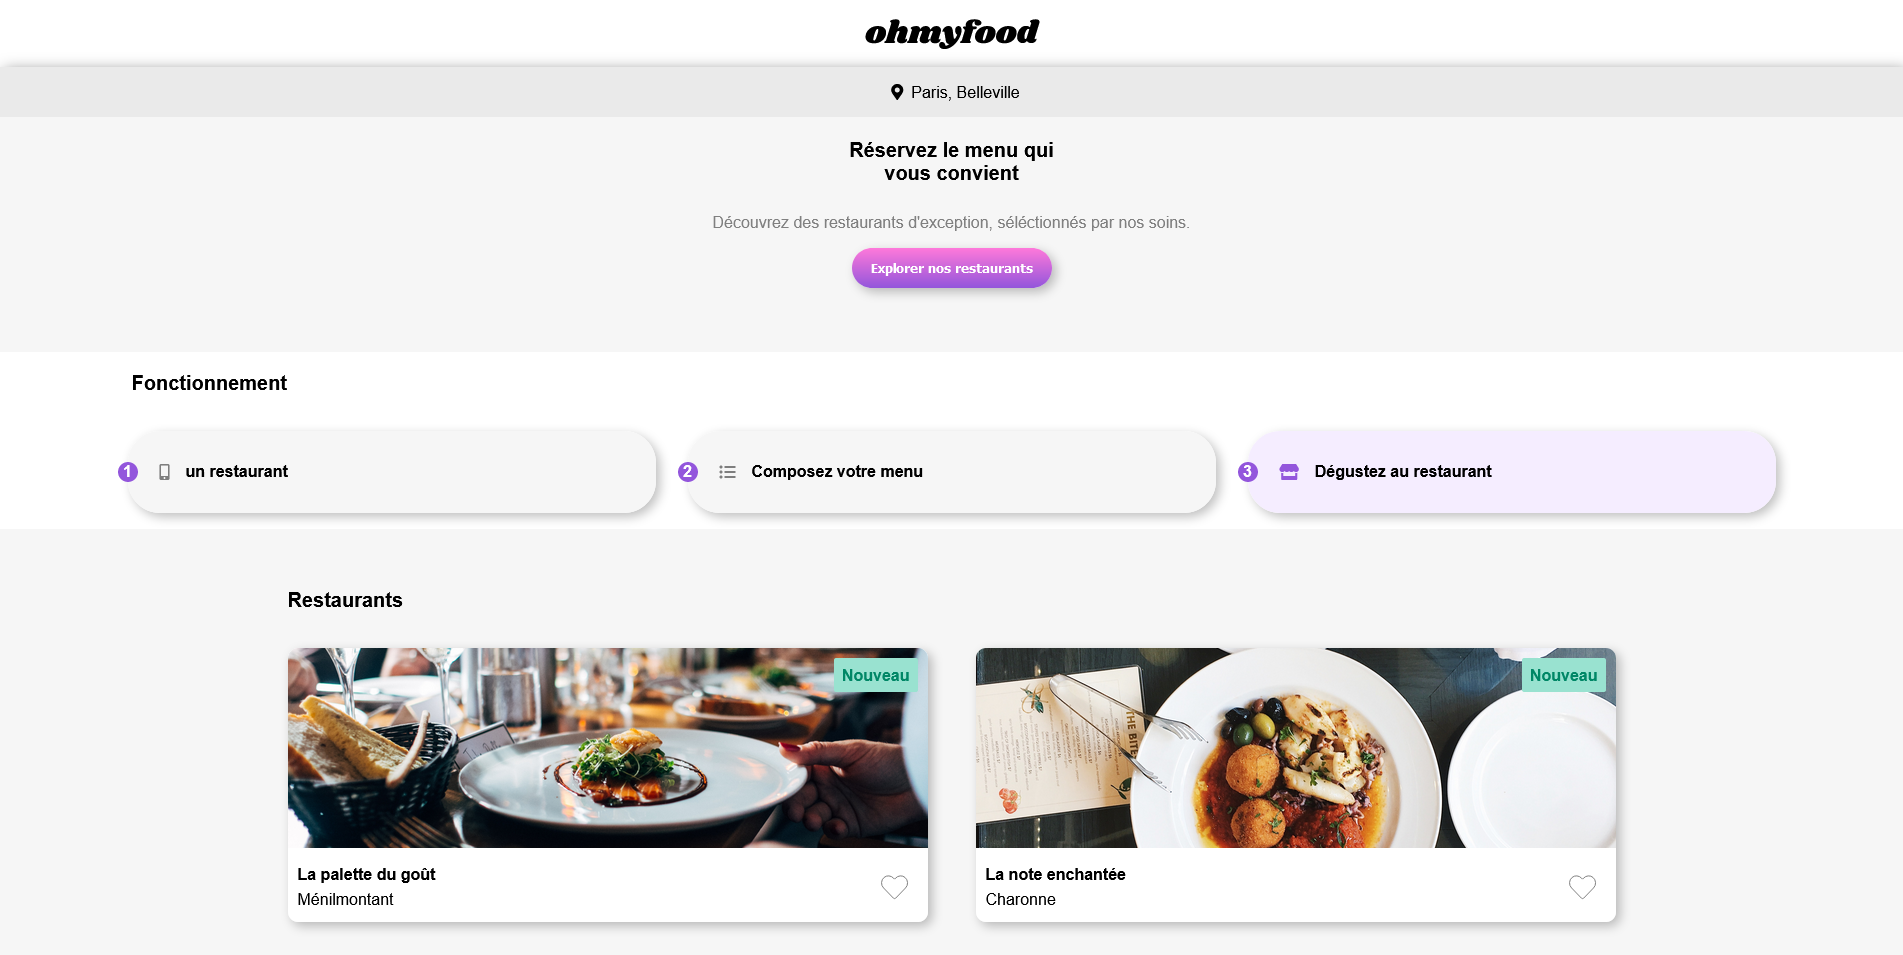 ohmyfood
Paris, Belleville
Réservez le menu qui
vous convient
Découvrez des restaurants d'exception, séléctionnés par nos soins.
Explorer nos restaurants
Fonctionnement
1 un restaurant
2 Composez votre menu
3 Dégustez au restaurant
Restaurants
Nouveau
THE BITE
La palette du goût
Ménilmontant
Nouveau
La note enchantée
Charonne